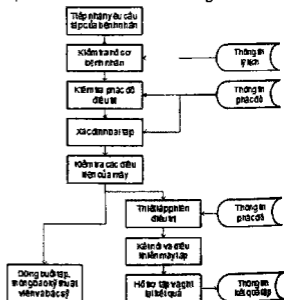 Tiếp nhận yêu cầu
tập của bệnh nhân
Kiểm tra hồ sơ
bệnh nhân
Thông tin
lý lịch
Kiểm tra phác đồ
điều trị
Thông tin
phác đồ
Xác định bài tập
Kiểm tra các điều
kiện của máy
Thiết lập phiên
điều trị
Thông tin
phác đồ
Kết nối và điều
khiển máy tập
Dừng buổi tập,
thông báo kỹ thuật
viên và bác sỹ
Hỗ trợ tập và ghi
lại kết quả
Thông tin
kết quả tập